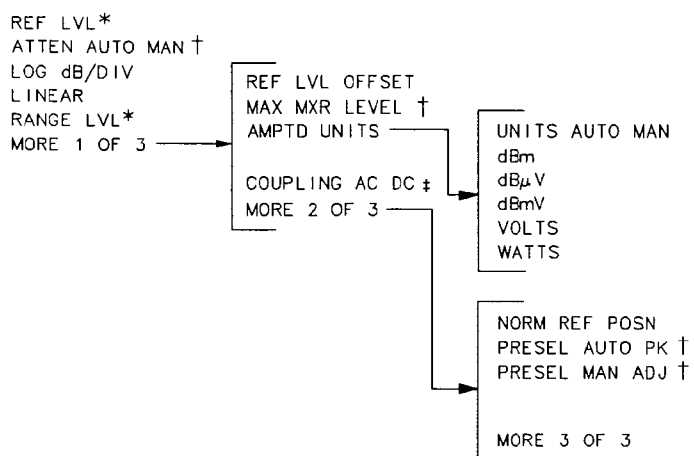 REF LVL*
ATTEN AUTO MAN †
LOG dB/DIV
LINEAR
RANGE LVL*
MORE 1 OF 3
REF LVL OFFSET
MAX MXR LEVEL †
AMPTD UNITS
COUPLING AC DC ‡
MORE 2 OF 3
UNITS AUTO MAN
dBm
dBμV
dBmV
VOLTS
WATTS
NORM REF POSN
PRESEL AUTO PK †
PRESEL MAN ADJ †
MORE 3 OF 3